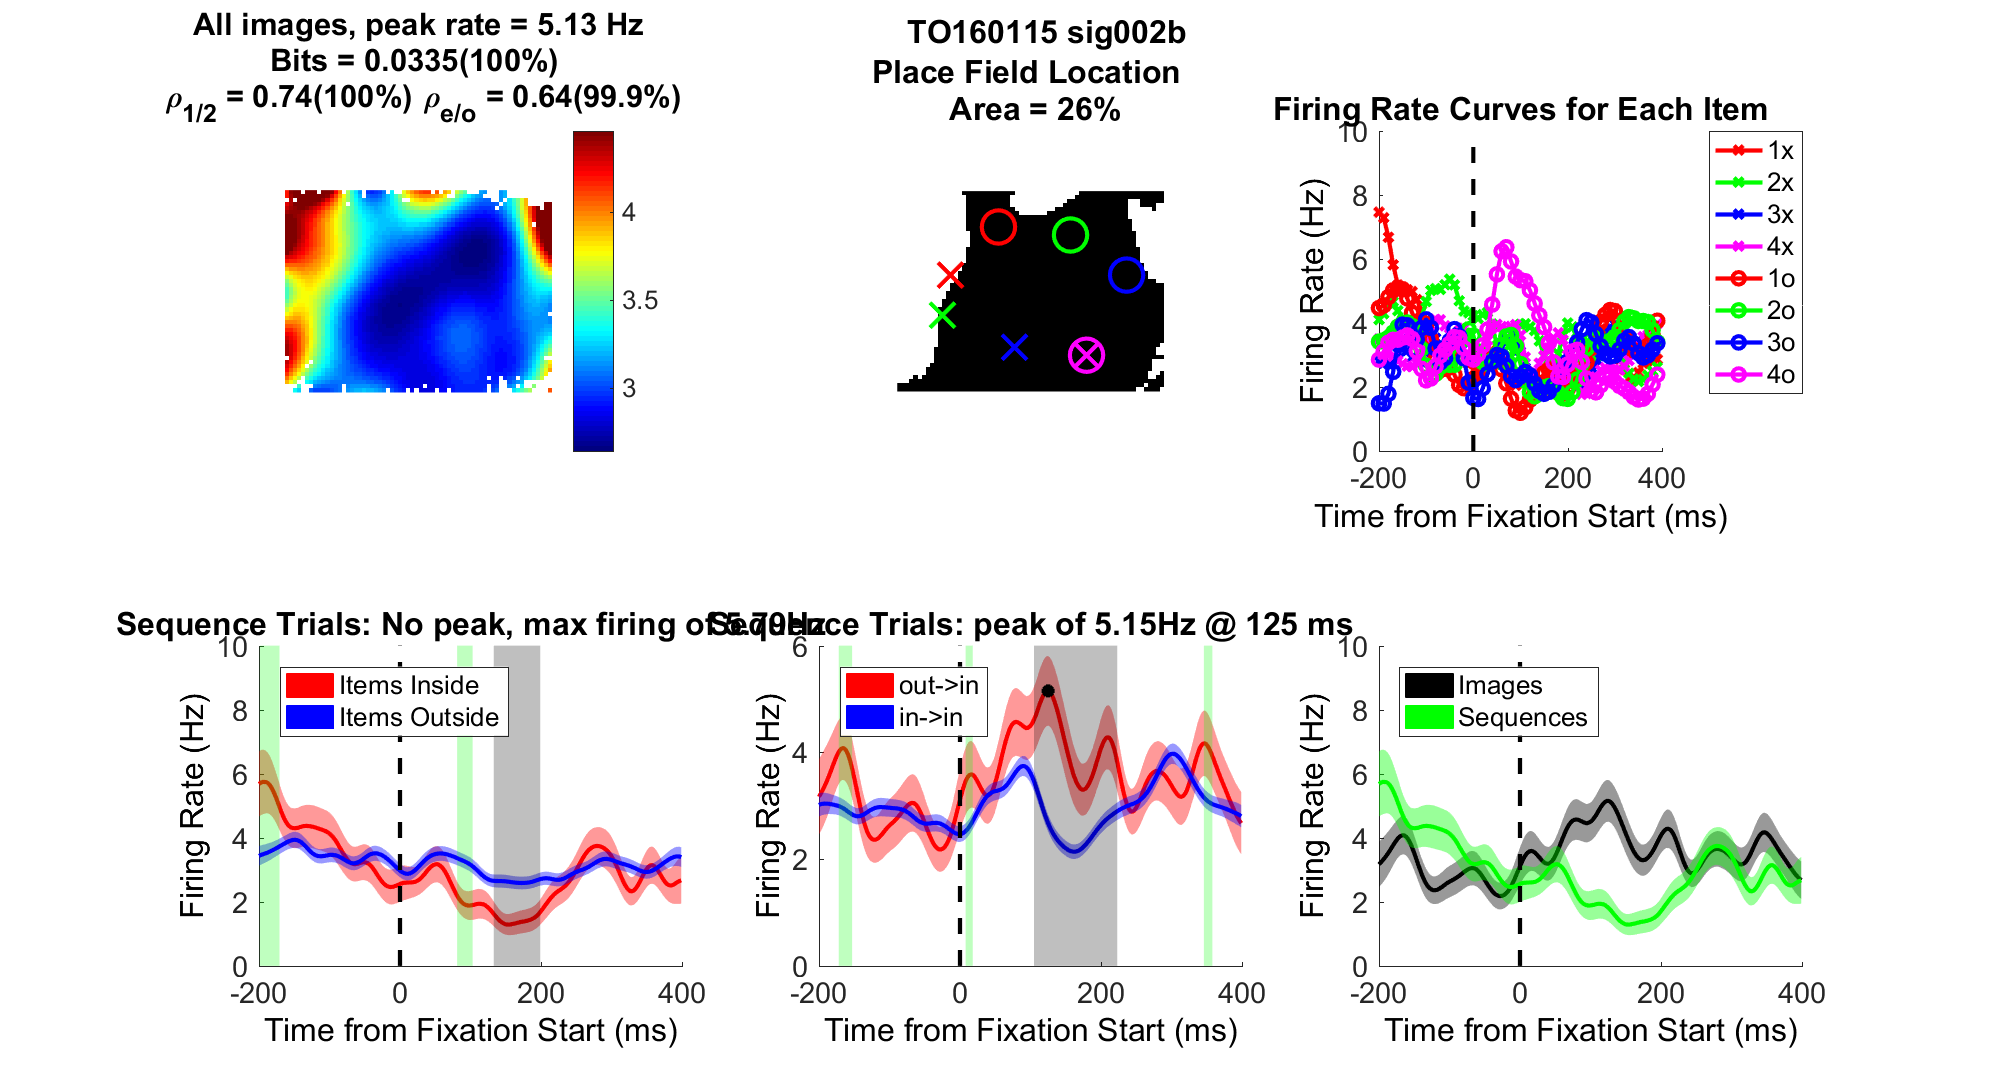 All images, peak rate = 5.13 Hz
Bits = 0.0335(100%)
ρ1/2 = 0.74(100%) ρe/o = 0.64(99.9%)
4
3.5
3
TO160115 sig002b
Place Field Location
Area = 26%
Firing Rate Curves for Each Item
10
8
6
4
2
0
-200 0 200 400
Firing Rate (Hz)
Time from Fixation Start (ms)
1x
2x
3x
4x
1o
2o
3o
4o
Sequence Trials: No peak, max firing of 5.79Hz
10
8
6
4
2
0
-200 0 200 400
Firing Rate (Hz)
Time from Fixation Start (ms)
Items Inside
Items Outside
Sequence Trials: peak of 5.15Hz @ 125 ms
6
4
2
0
-200 0 200 400
Firing Rate (Hz)
Time from Fixation Start (ms)
out->in
in->in
10
8
6
4
2
0
-200 0 200 400
Firing Rate (Hz)
Time from Fixation Start (ms)
Images
Sequences